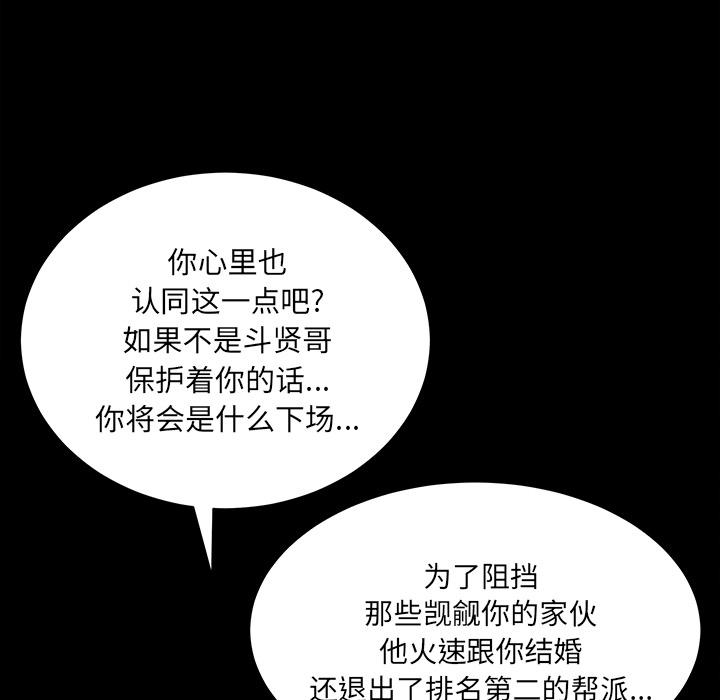 你心里也
认同这一点吧?
如果不是斗贤哥
保护着你的话...
你将会是什么下场...
为了阻挡
那些觊觎你的家伙
他火速跟你结婚
还退出了排名第二的帮派...